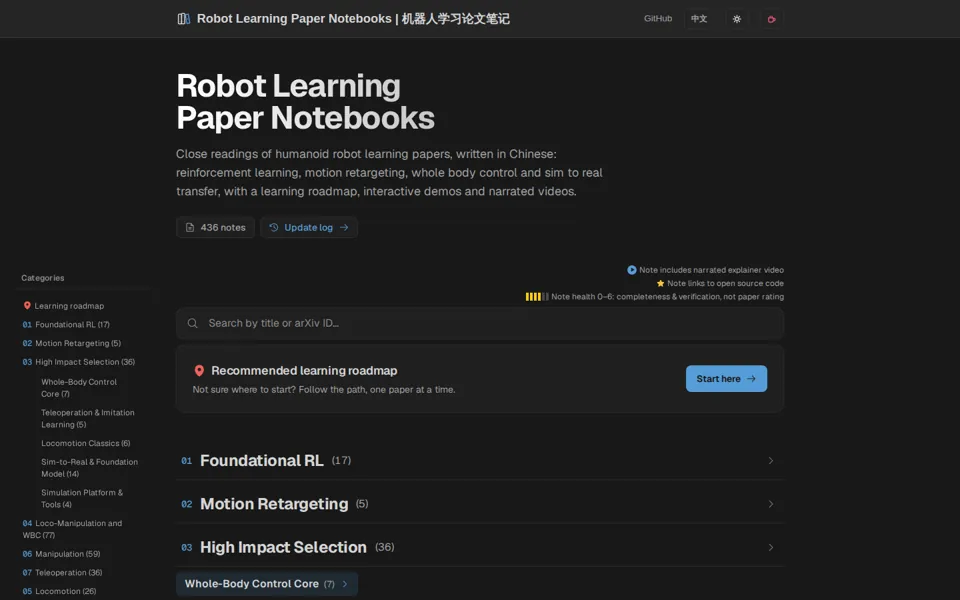 Robot Learning Paper Notebooks | 机器人学习论文笔记
GitHub
中文
Robot Learning
Paper Notebooks
Close readings of humanoid robot learning papers, written in Chinese:
reinforcement learning, motion retargeting, whole body control and sim to real
transfer, with a learning roadmap, interactive demos and narrated videos.
436 notes
Update log →
Note includes narrated explainer video
Note links to open source code
Note health 0–6: completeness & verification, not paper rating
Search by title or arXiv ID...
Recommended learning roadmap
Not sure where to start? Follow the path, one paper at a time.
Start here →
Categories
Learning roadmap
01 Foundational RL (17)
02 Motion Retargeting (5)
03 High Impact Selection (36)
Whole-Body Control
Core (7)
Teleoperation & Imitation
Learning (5)
Locomotion Classics (6)
Sim-to-Real & Foundation
Model (14)
Simulation Platform &
Tools (4)
04 Loco-Manipulation and
WBC (77)
06 Manipulation (59)
07 Teleoperation (36)
05 Locomotion (26)
01 Foundational RL (17)
02 Motion Retargeting (5)
03 High Impact Selection (36)
Whole-Body Control Core (7)